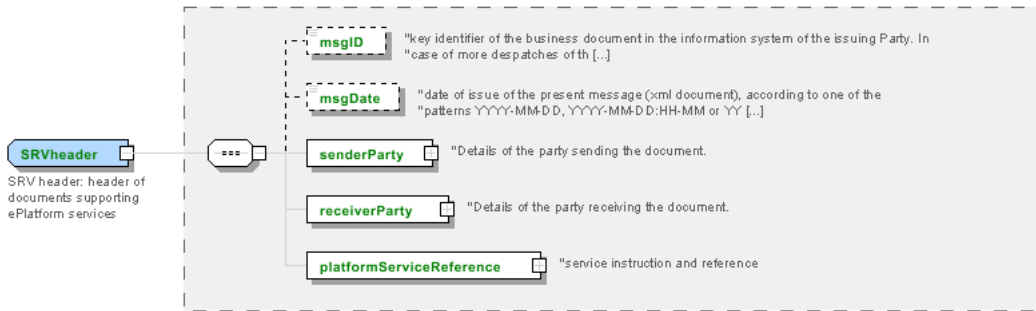 msgID
"key identifier of the business document in the information system of the issuing Party. In
"case of more despatches of th [...]
msgDate
"date of issue of the present message (xml document), according to one of the
"patterns YYYY-MM-DD, YYYY-MM-DD:HH-MM or YY [...]
SRVheader
SRV header: header of
documents supporting
ePlatform services
senderParty
"Details of the party sending the document.
receiverParty
"Details of the party receiving the document.
platformServiceReference
"service instruction and reference